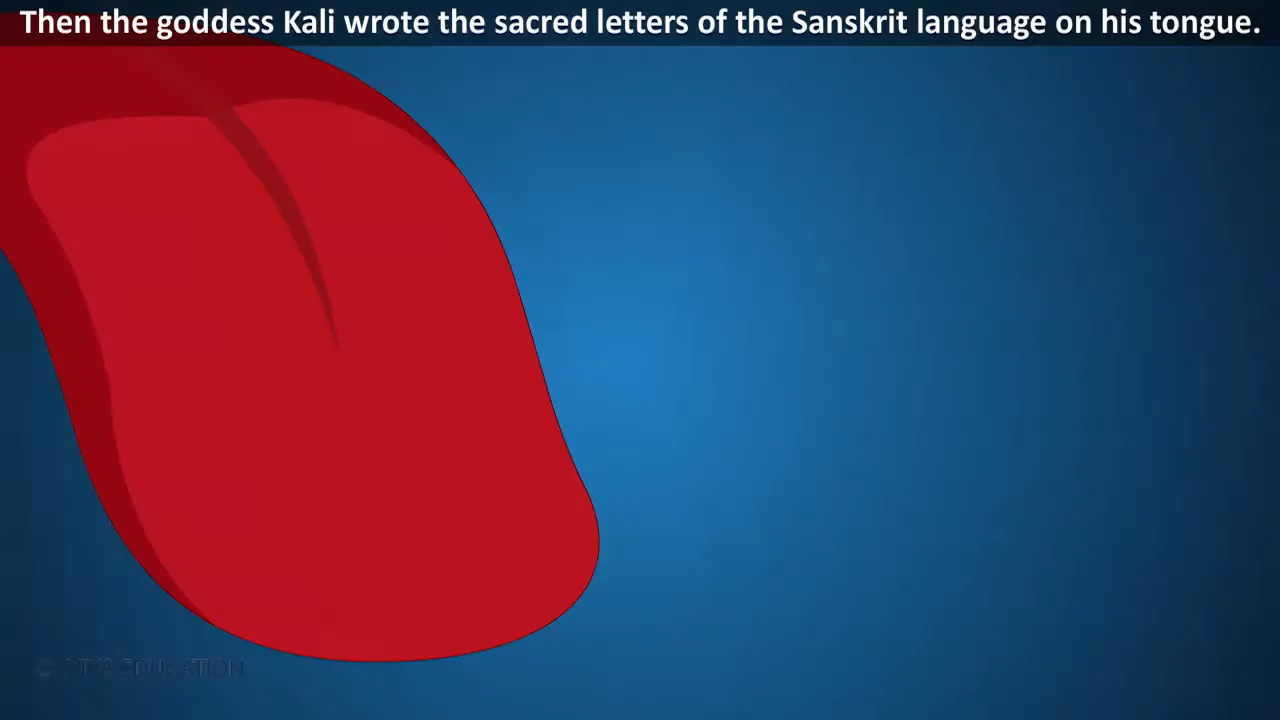 Then the goddess Kali wrote the sacred letters of the Sanskrit language on his tongue.